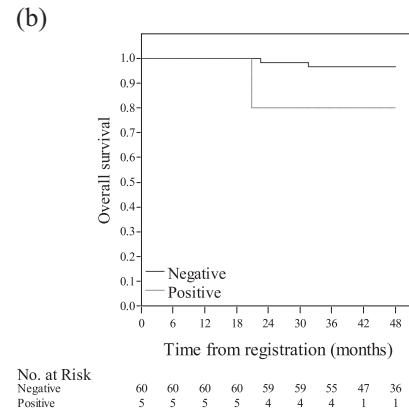 (b)
Overall survival
1.0
0.9
0.8
0.7
0.6
0.5
0.4
0.3
0.2
0.1
0.0
Negative
Positive
0 6 12 18 24 30 36 42 48
Time from registration (months)
No. at Risk
Negative 60 60 60 60 59 59 55 47 36
Positive 5 5 5 5 4 4 4 1 1